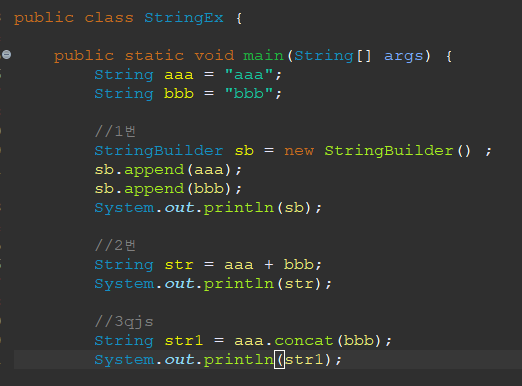 public class StringEx {
public static void main(String[] args) {
String aaa = "aaa";
String bbb = "bbb";
//1번
StringBuilder sb = new StringBuilder() ;
sb.append(aaa);
sb.append(bbb);
System.out.println(sb);
//2번
String str = aaa + bbb;
System.out.println(str);
//3qjs
String str1 = aaa.concat(bbb);
System.out.println(str1);